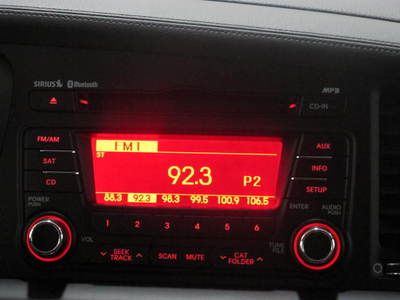 SIRIUS Bluetooth MP3
CD-IN
FM/AM AUX
SAT INFO
CD SETUP
FM1
ST
92.3 P2
88.3 92.3 98.3 99.5 100.9 106.5
1 2 3 4 5 6
POWER PUSH ENTER AUDIO PUSH
VOL SEEK TRACK SCAN MUTE CAT FOLDER TUNE FILE